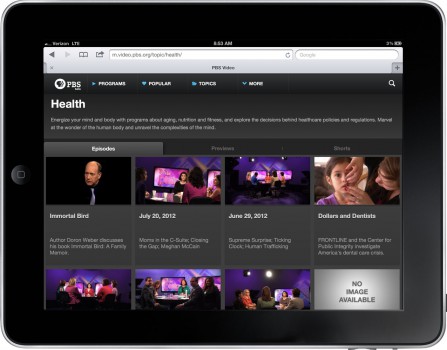 Verizon LTE
8:53 AM
m.video.pbs.org/topic/health/
Google
PBS Video
PBS
PROGRAMS
POPULAR
TOPICS
MORE
Health
Energize your mind and body with programs about aging, nutrition and fitness, and explore the decisions behind healthcare policies and regulations. Marvel
at the wonder of the human body and unravel the complexities of the mind.
Episodes
Previews
Shorts
Immortal Bird
Author Doron Weber discusses
his book Immortal Bird: A Family
Memoir.
July 20, 2012
Moms in the C-Suite; Closing
the Gap; Meghan McCain
June 29, 2012
Supreme Surprise; Ticking
Clock; Human Trafficking
Dollars and Dentists
FRONTLINE and the Center for
Public Integrity investigate
America's dental care crisis.
NO
IMAGE
AVAILABLE